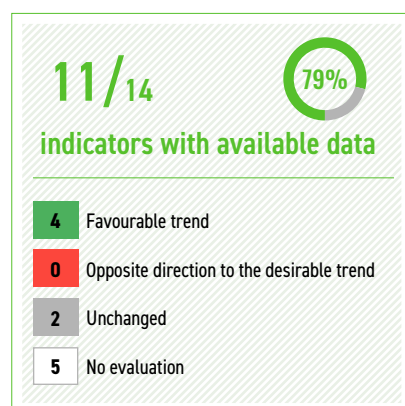 11/14
79%
indicators with available data
4 Favourable trend
0 Opposite direction to the desirable trend
2 Unchanged
5 No evaluation